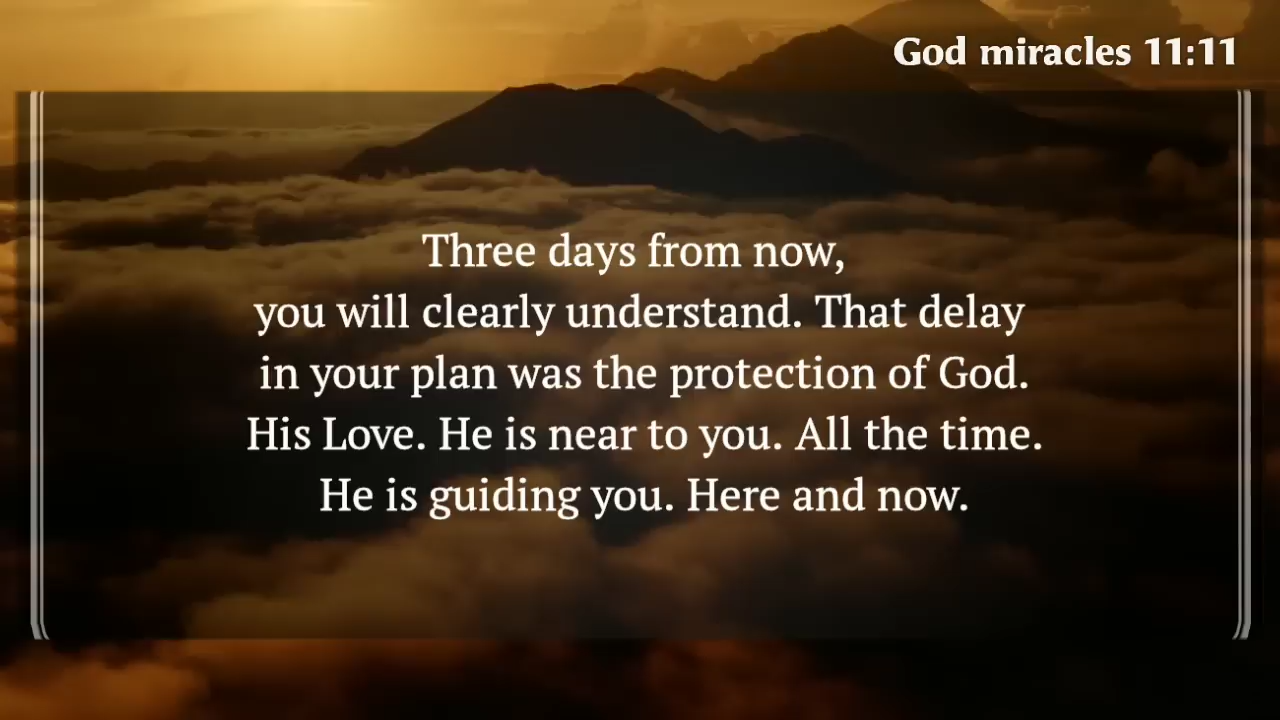 God miracles 11:11
Three days from now,
you will clearly understand. That delay
in your plan was the protection of God.
His Love. He is near to you. All the time.
He is guiding you. Here and now.